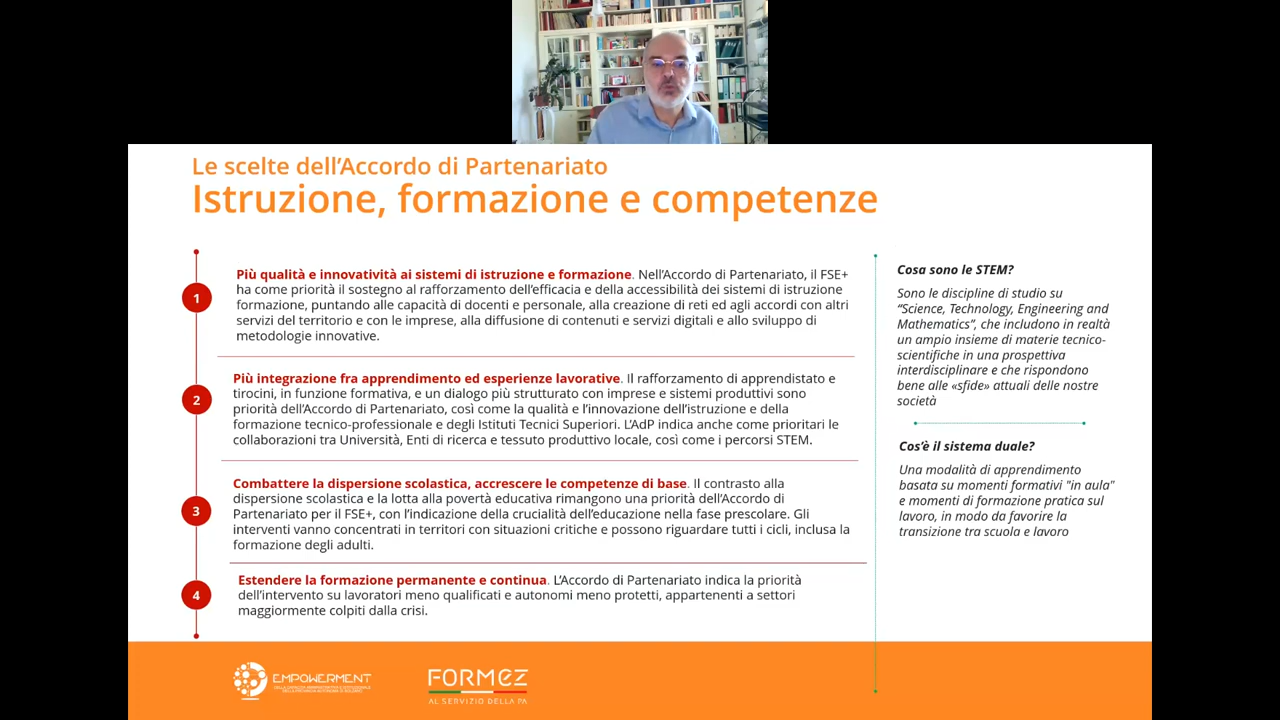 Le scelte dell'Accordo di Partenariato
Istruzione, formazione e competenze
1
Più qualità e innovatività ai sistemi di istruzione e formazione. Nell'Accordo di Partenariato, il FSE+
ha come priorità il sostegno al rafforzamento dell'efficacia e della accessibilità dei sistemi di istruzione
formazione, puntando alle capacità di docenti e personale, alla creazione di reti ed agli accordi con altri
servizi del territorio e con le imprese, alla diffusione di contenuti e servizi digitali e allo sviluppo di
metodologie innovative.
2
Più integrazione fra apprendimento ed esperienze lavorative. Il rafforzamento di apprendistato e
tirocini, in funzione formativa, e un dialogo più strutturato con imprese e sistemi produttivi sono
priorità dell'Accordo di Partenariato, così come la qualità e l'innovazione dell'istruzione e della
formazione tecnico-professionale e degli Istituti Tecnici Superiori. L'AdP indica anche come prioritari le
collaborazioni tra Università, Enti di ricerca e tessuto produttivo locale, così come i percorsi STEM.
3
Combattere la dispersione scolastica, accrescere le competenze di base. Il contrasto alla
dispersione scolastica e la lotta alla povertà educativa rimangono una priorità dell'Accordo di
Partenariato per il FSE+, con l'indicazione della crucialità dell'educazione nella fase prescolare. Gli
interventi vanno concentrati in territori con situazioni critiche e possono riguardare tutti i cicli, inclusa la
formazione degli adulti.
4
Estendere la formazione permanente e continua. L'Accordo di Partenariato indica la priorità
dell'intervento su lavoratori meno qualificati e autonomi meno protetti, appartenenti a settori
maggiormente colpiti dalla crisi.
Cosa sono le STEM?
Sono le discipline di studio su
"Science, Technology, Engineering and
Mathematics", che includono in realtà
un ampio insieme di materie tecnico-
scientifiche in una prospettiva
interdisciplinare e che rispondono
bene alle «sfide» attuali delle nostre
società
Cos'è il sistema duale?
Una modalità di apprendimento
basata su momenti formativi "in aula"
e momenti di formazione pratica sul
lavoro, in modo da favorire la
transizione tra scuola e lavoro
EMPOWERMENT
FORMEZ
AL SERVIZIO DELLA PA